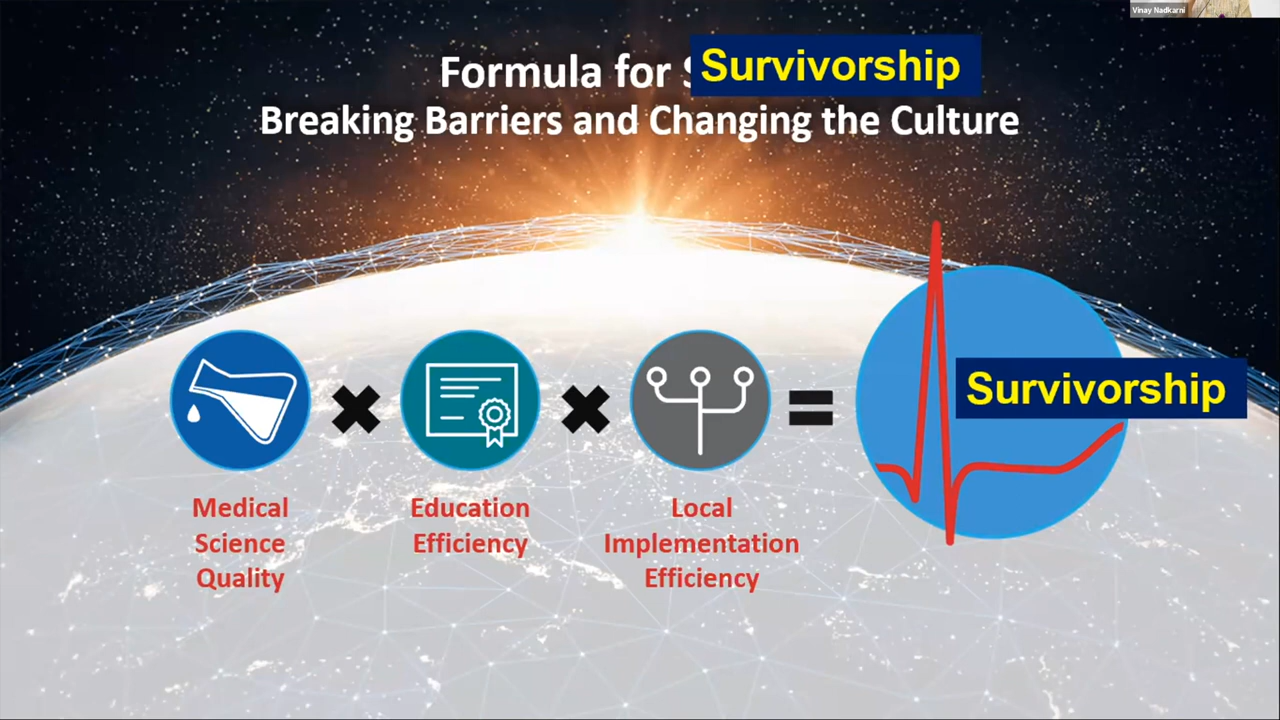 Vinay Nadkarni
Formula for S Survivorship
Breaking Barriers and Changing the Culture
Survivorship
Medical
Science
Quality
Education
Efficiency
Local
Implementation
Efficiency